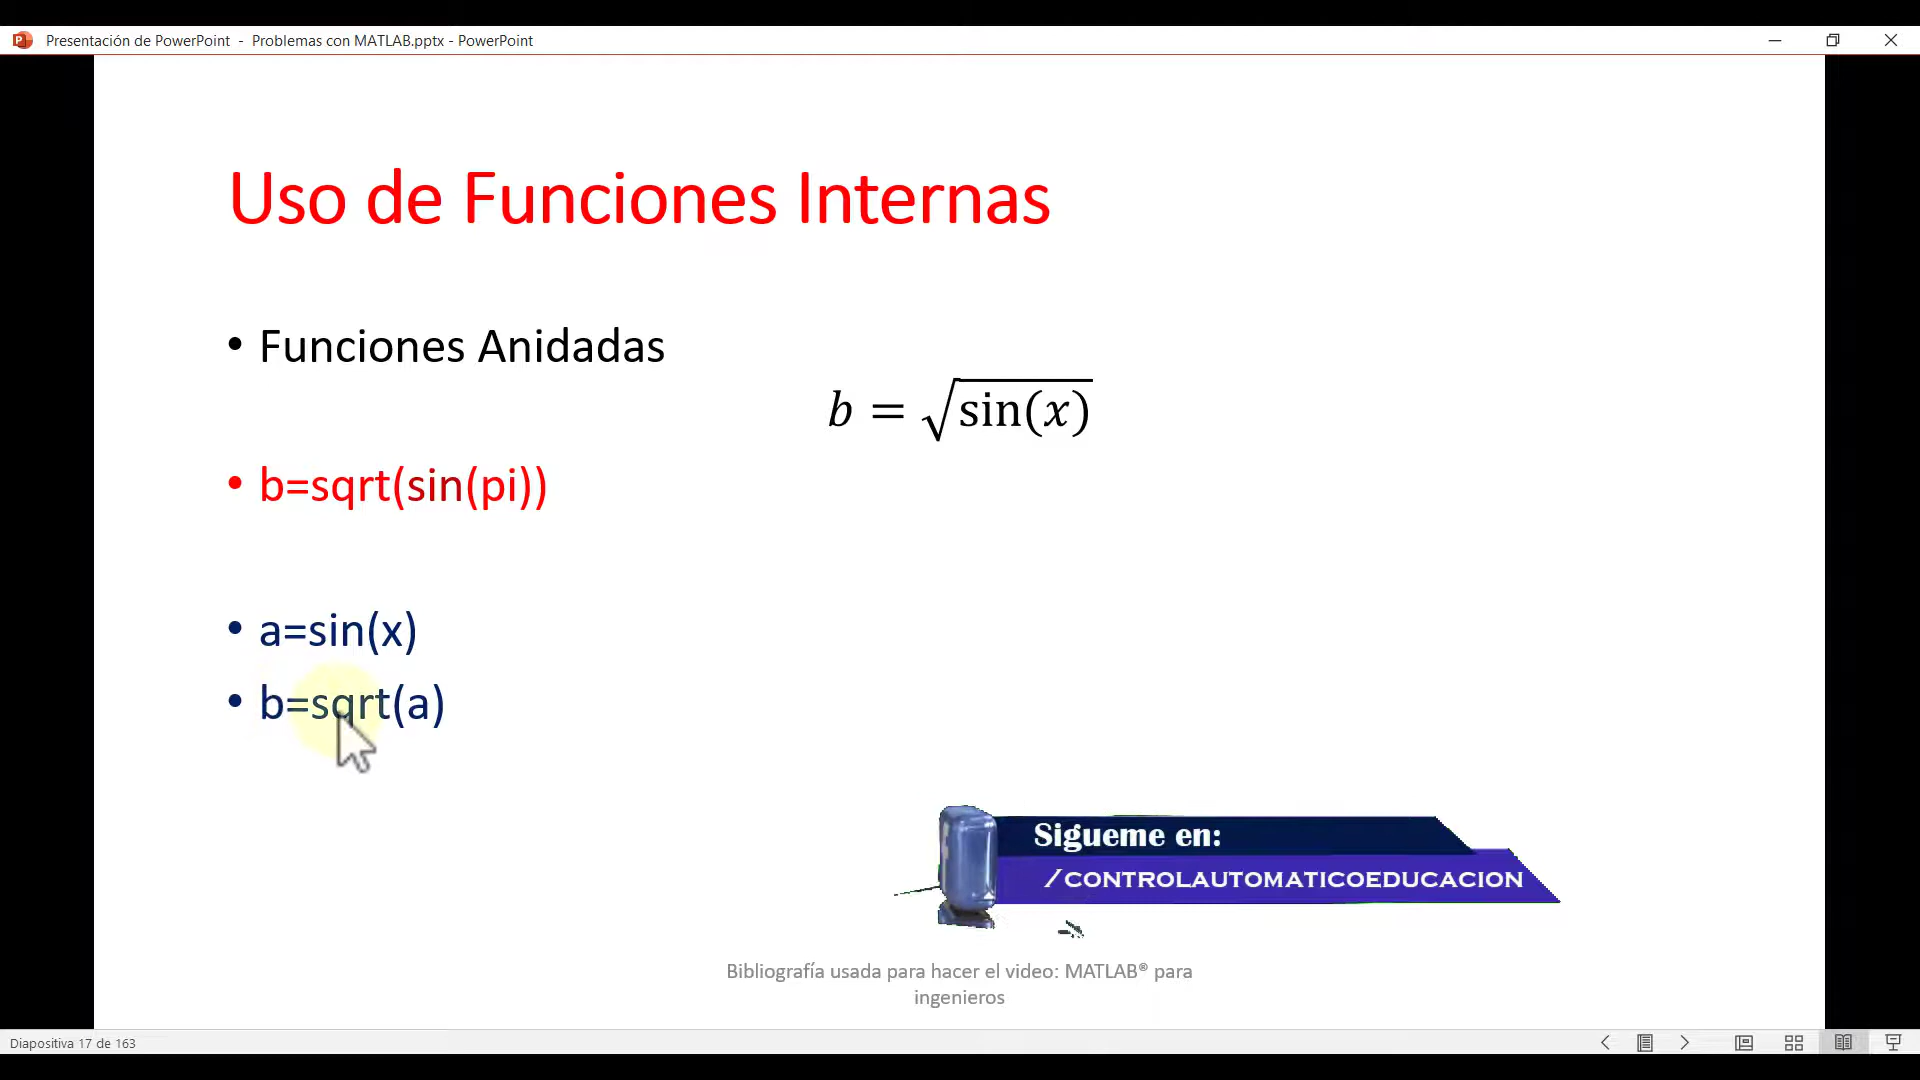 Presentación de PowerPoint - Problemas con MATLAB.pptx - PowerPoint
Uso de Funciones Internas
• Funciones Anidadas
b = √sin(x)
• b=sqrt(sin(pi))
• a=sin(x)
• b=sqrt(a)
Sigueme en:
/CONTROLAUTOMATICOEDUCACION
Bibliografía usada para hacer el video: MATLAB® para
ingenieros
Diapositiva 17 de 163